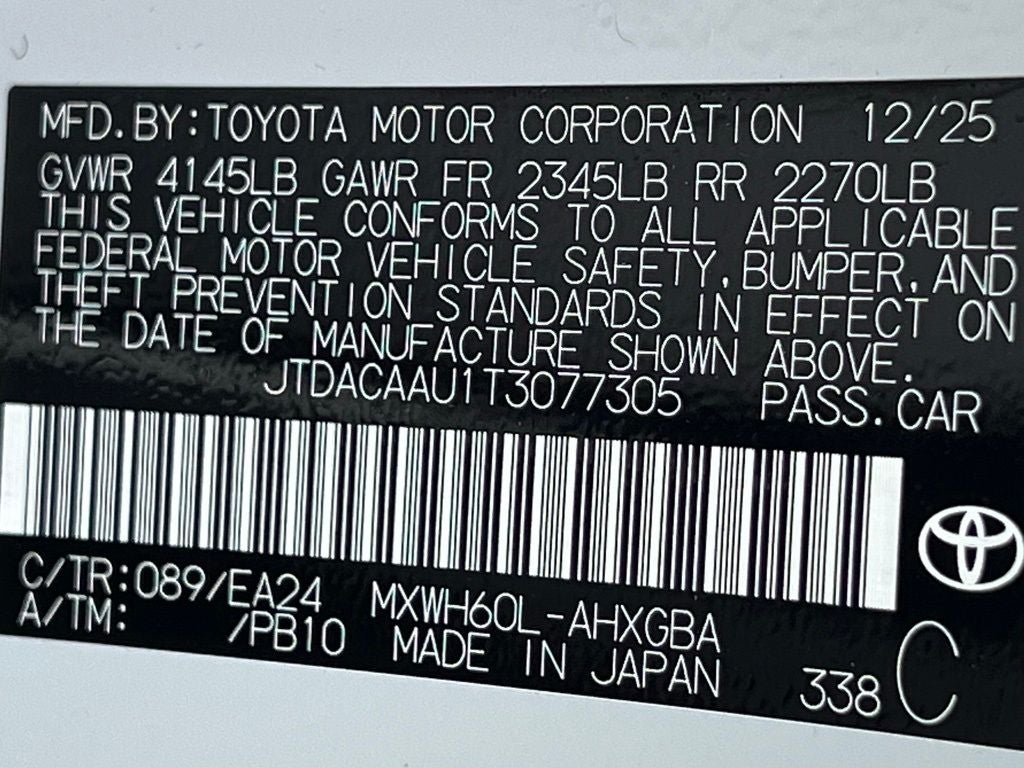 MFD.BY:TOYOTA MOTOR CORPORATION 12/25
GVWR 4145LB GAWR FR 2345LB RR 2270LB
THIS VEHICLE CONFORMS TO ALL APPLICABLE
FEDERAL MOTOR VEHICLE SAFETY,BUMPER,AND
THEFT PREVENTION STANDARDS IN EFFECT ON
THE DATE OF MANUFACTURE SHOWN ABOVE.
JTDACAAU1T3077305 PASS.CAR
C/TR:089/EA24 MXWH60L-AHXGBA
A/TM: /PB10 MADE IN JAPAN 338 C